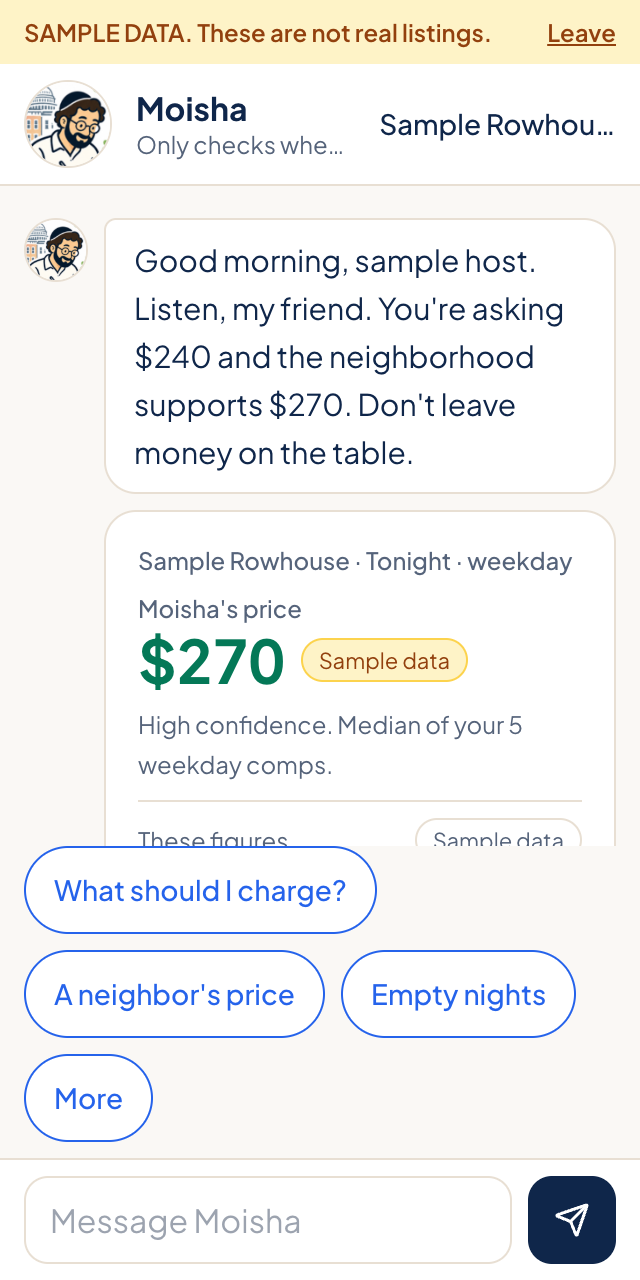 SAMPLE DATA. These are not real listings. Leave
Moisha
Only checks whe...
Sample Rowhou...
Good morning, sample host.
Listen, my friend. You're asking
$240 and the neighborhood
supports $270. Don't leave
money on the table.
Sample Rowhouse · Tonight · weekday
Moisha's price
$270 Sample data
High confidence. Median of your 5
weekday comps.
These figures Sample data
What should I charge?
A neighbor's price Empty nights
More
Message Moisha